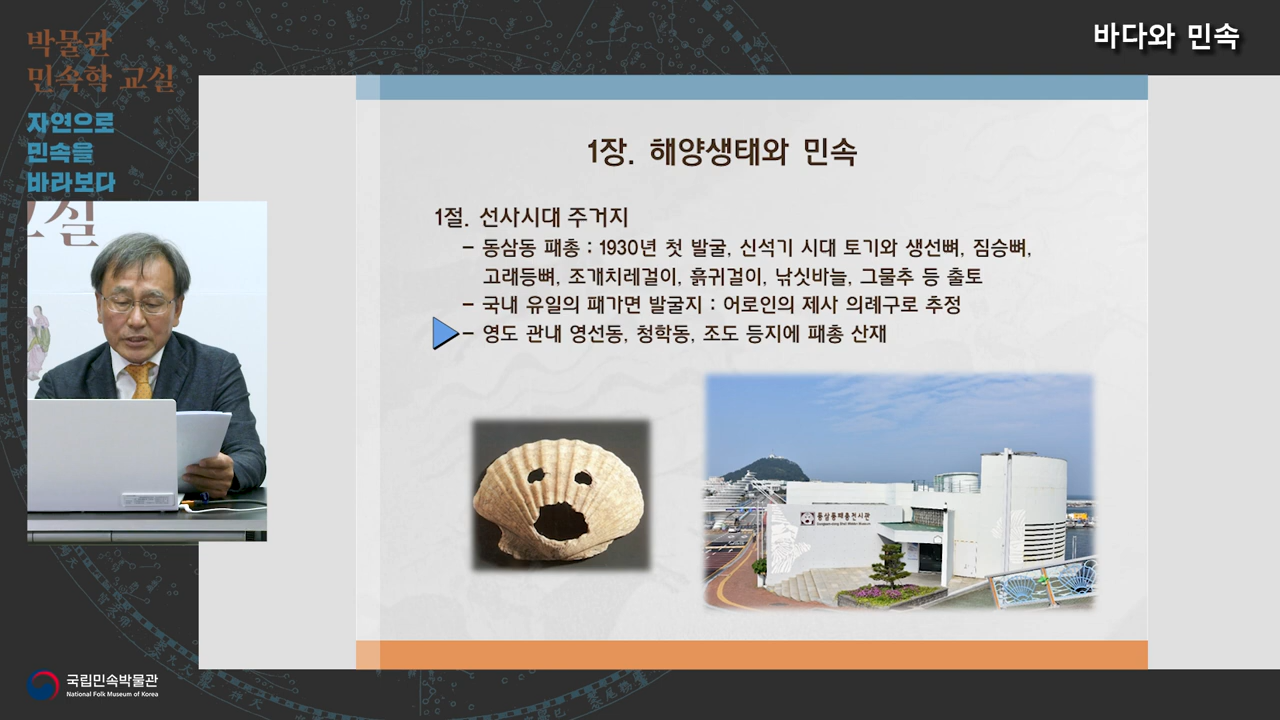 박물관
민속학 교실
자연으로
민속을
바라보다
바다와 민속
교실
1장. 해양생태와 민속
1절. 선사시대 주거지
– 동삼동 패총 : 1930년 첫 발굴, 신석기 시대 토기와 생선뼈, 짐승뼈,
고래등뼈, 조개치레걸이, 흙귀걸이, 낚싯바늘, 그물추 등 출토
– 국내 유일의 패가면 발굴지 : 어로인의 제사 의례구로 추정
– 영도 관내 영선동, 청학동, 조도 등지에 패총 산재
동삼동패총전시관
국립민속박물관
National Folk Museum of Korea